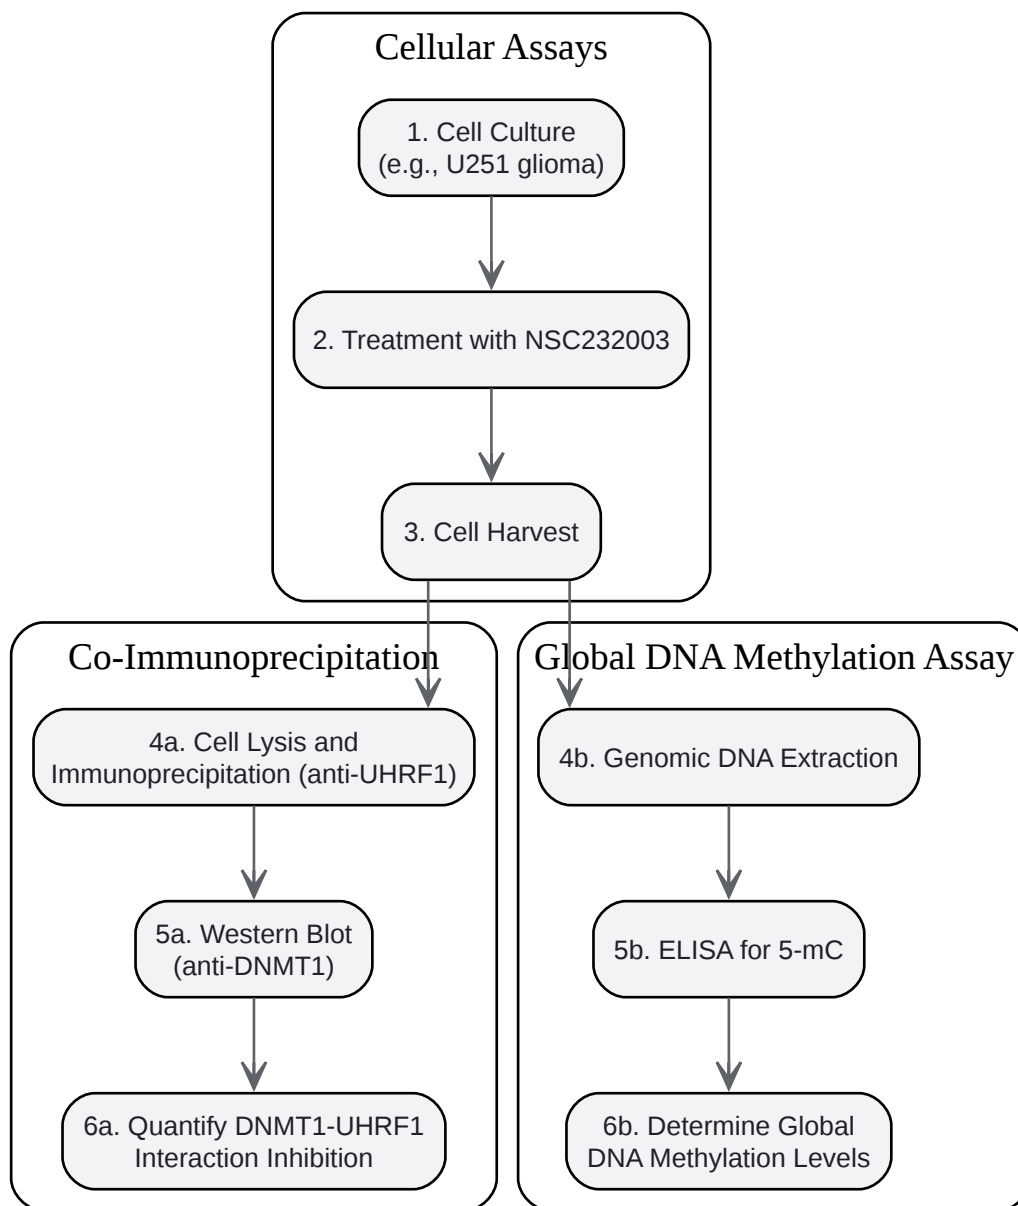 Cellular Assays
1. Cell Culture
(e.g., U251 glioma)
2. Treatment with NSC232003
3. Cell Harvest
Co-Immunoprecipitation
4a. Cell Lysis and
Immunoprecipitation (anti-UHRF1)
5a. Western Blot
(anti-DNMT1)
6a. Quantify DNMT1-UHRF1
Interaction Inhibition
Global DNA Methylation Assay
4b. Genomic DNA Extraction
5b. ELISA for 5-mC
6b. Determine Global
DNA Methylation Levels